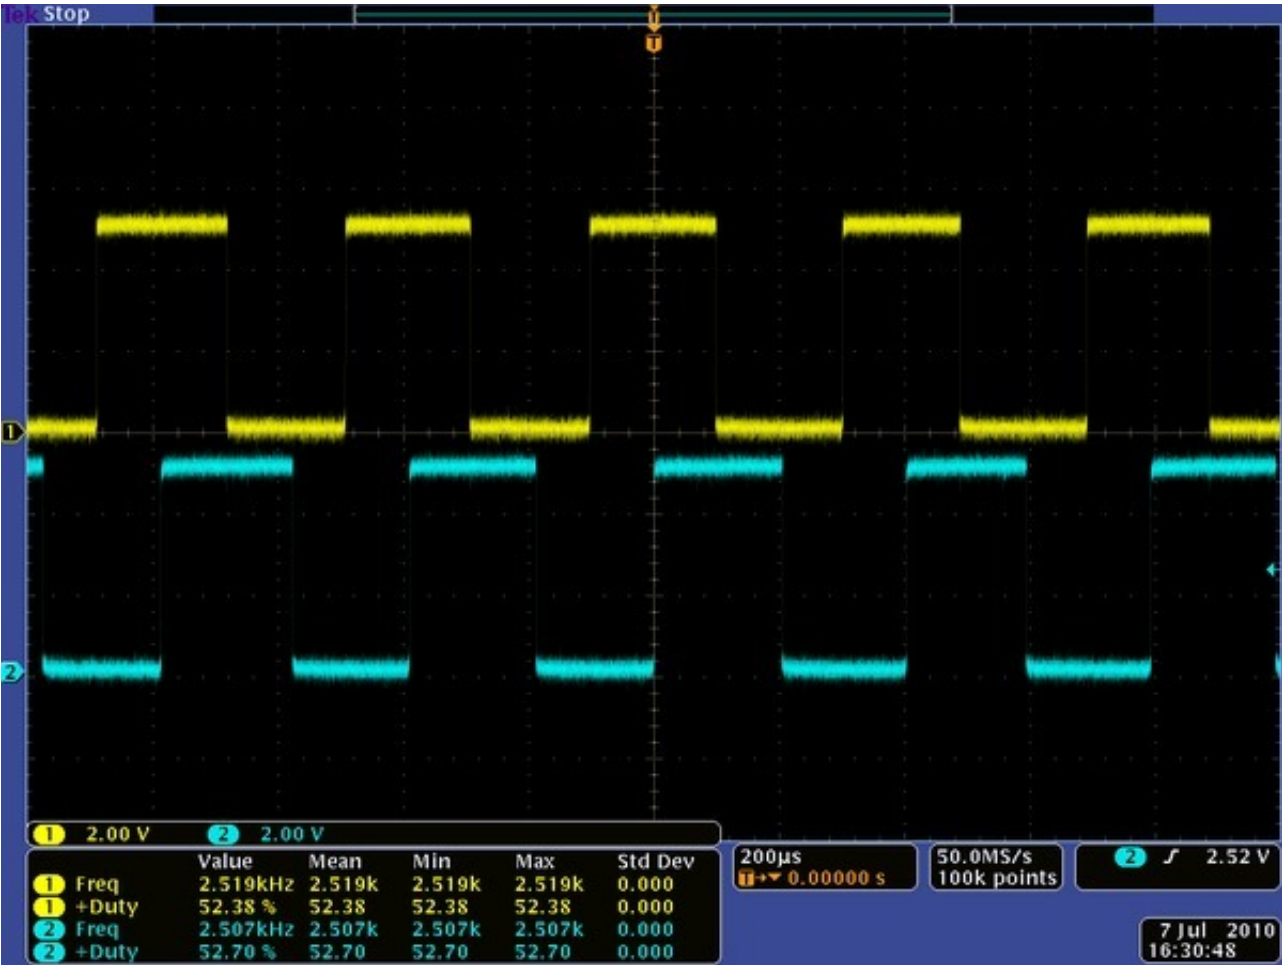 Tek Stop
T
T
1
2
1 2.00 V 2 2.00 V
Value Mean Min Max Std Dev
1 Freq 2.519kHz 2.519k 2.519k 2.519k 0.000
1 +Duty 52.38 % 52.38 52.38 52.38 0.000
2 Freq 2.507kHz 2.507k 2.507k 2.507k 0.000
2 +Duty 52.70 % 52.70 52.70 52.70 0.000
200µs
T→▼ 0.00000 s
50.0MS/s
100k points
2 ∫ 2.52 V
7 Jul 2010
16:30:48